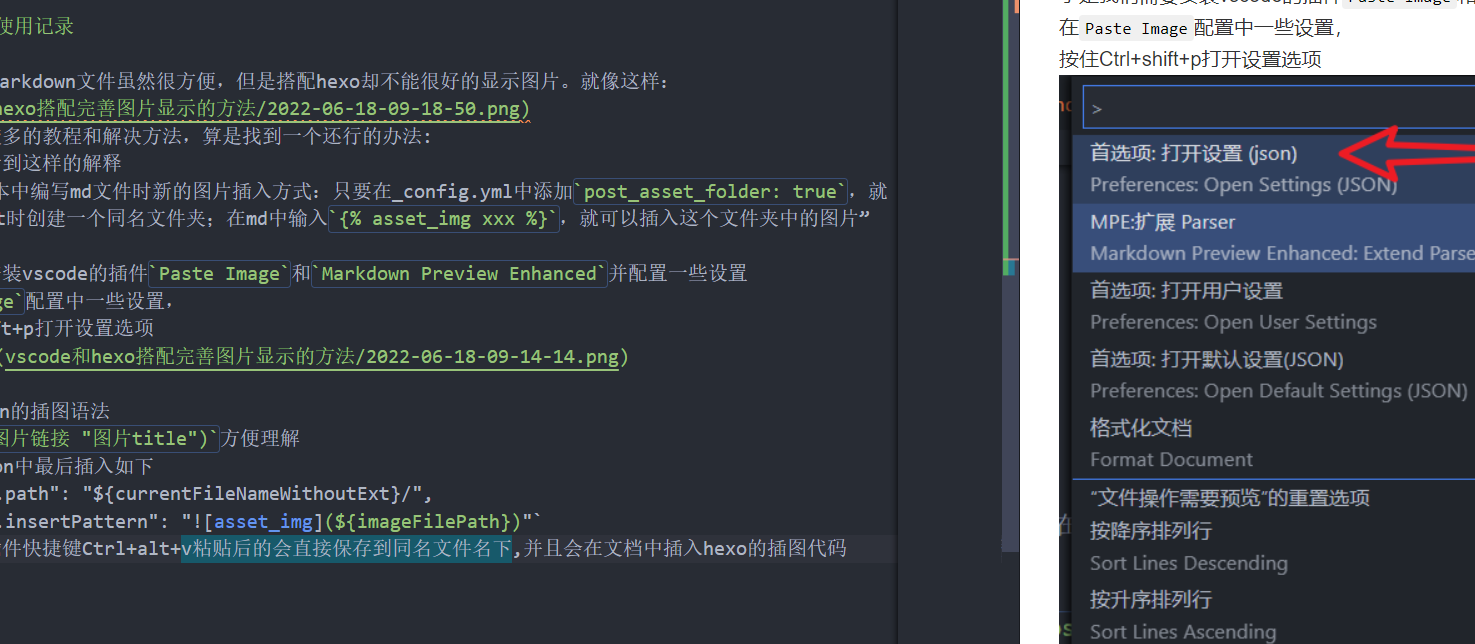 使用记录
arkdown文件虽然很方便，但是搭配hexo却不能很好的显示图片。就像这样：
hexo搭配完善图片显示的方法/2022-06-18-09-18-50.png)
多的教程和解决方法，算是找到一个还行的办法：
到这样的解释
本中编写md文件时新的图片插入方式：只要在_config.yml中添加`post_asset_folder: true`，就
t时创建一个同名文件夹；在md中输入`{% asset_img xxx %}`，就可以插入这个文件夹中的图片”
装vscode的插件`Paste Image`和`Markdown Preview Enhanced`并配置一些设置
ge`配置中一些设置，
ft+p打开设置选项
(vscode和hexo搭配完善图片显示的方法/2022-06-18-09-14-14.png)
n的插图语法
图片链接 "图片title")`方便理解
on中最后插入如下
.path": "${currentFileNameWithoutExt}/",
.insertPattern": "![asset_img](${imageFilePath})"`
件快捷键Ctrl+alt+v粘贴后的会直接保存到同名文件名下,并且会在文档中插入hexo的插图代码
在 Paste Image 配置中一些设置，
按住Ctrl+shift+p打开设置选项
>
首选项: 打开设置 (json)
Preferences: Open Settings (JSON)
MPE:扩展 Parser
Markdown Preview Enhanced: Extend Parse
首选项: 打开用户设置
Preferences: Open User Settings
首选项: 打开默认设置(JSON)
Preferences: Open Default Settings (JSON)
格式化文档
Format Document
“文件操作需要预览”的重置选项
按降序排列行
Sort Lines Descending
按升序排列行
Sort Lines Ascending